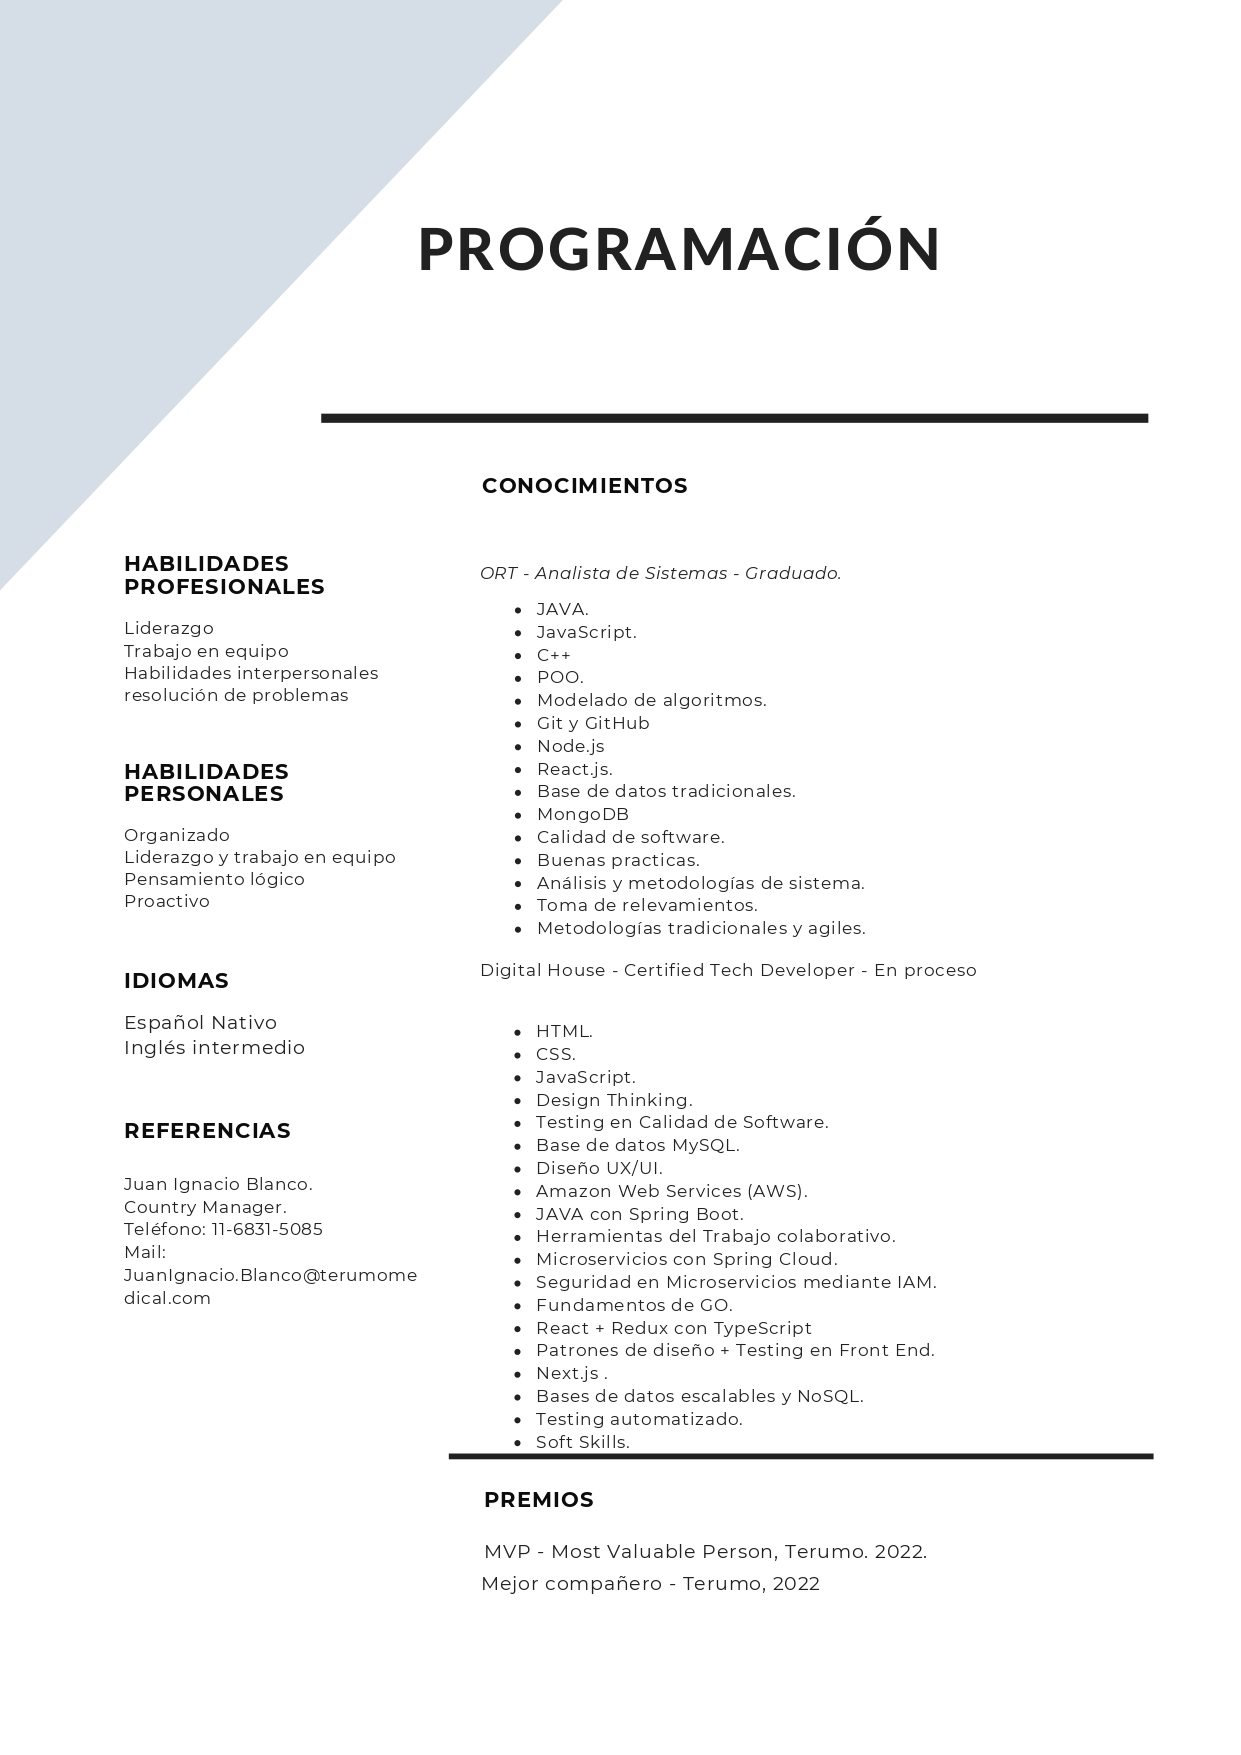 PROGRAMACIÓN
HABILIDADES
PROFESIONALES
Liderazgo
Trabajo en equipo
Habilidades interpersonales
resolución de problemas
HABILIDADES
PERSONALES
Organizado
Liderazgo y trabajo en equipo
Pensamiento lógico
Proactivo
IDIOMAS
Español Nativo
Inglés intermedio
REFERENCIAS
Juan Ignacio Blanco.
Country Manager.
Teléfono: 11-6831-5085
Mail:
JuanIgnacio.Blanco@terumome
dical.com
CONOCIMIENTOS
ORT - Analista de Sistemas - Graduado.
• JAVA.
• JavaScript.
• C++
• POO.
• Modelado de algoritmos.
• Git y GitHub
• Node.js
• React.js.
• Base de datos tradicionales.
• MongoDB
• Calidad de software.
• Buenas practicas.
• Análisis y metodologías de sistema.
• Toma de relevamientos.
• Metodologías tradicionales y agiles.
Digital House - Certified Tech Developer - En proceso
• HTML.
• CSS.
• JavaScript.
• Design Thinking.
• Testing en Calidad de Software.
• Base de datos MySQL.
• Diseño UX/UI.
• Amazon Web Services (AWS).
• JAVA con Spring Boot.
• Herramientas del Trabajo colaborativo.
• Microservicios con Spring Cloud.
• Seguridad en Microservicios mediante IAM.
• Fundamentos de GO.
• React + Redux con TypeScript
• Patrones de diseño + Testing en Front End.
• Next.js .
• Bases de datos escalables y NoSQL.
• Testing automatizado.
• Soft Skills.
PREMIOS
MVP - Most Valuable Person, Terumo. 2022.
Mejor compañero - Terumo, 2022